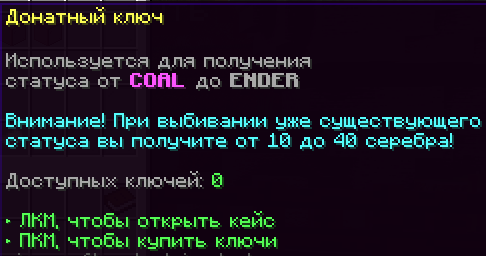 Донатный ключ
Используется для получения
статуса от COAL до ENDER
Внимание! При выбивании уже существующего
статуса вы получите от 10 до 40 серебра!
Доступных ключей: 0
▸ ЛКМ, чтобы открыть кейс
▸ ПКМ, чтобы купить ключи